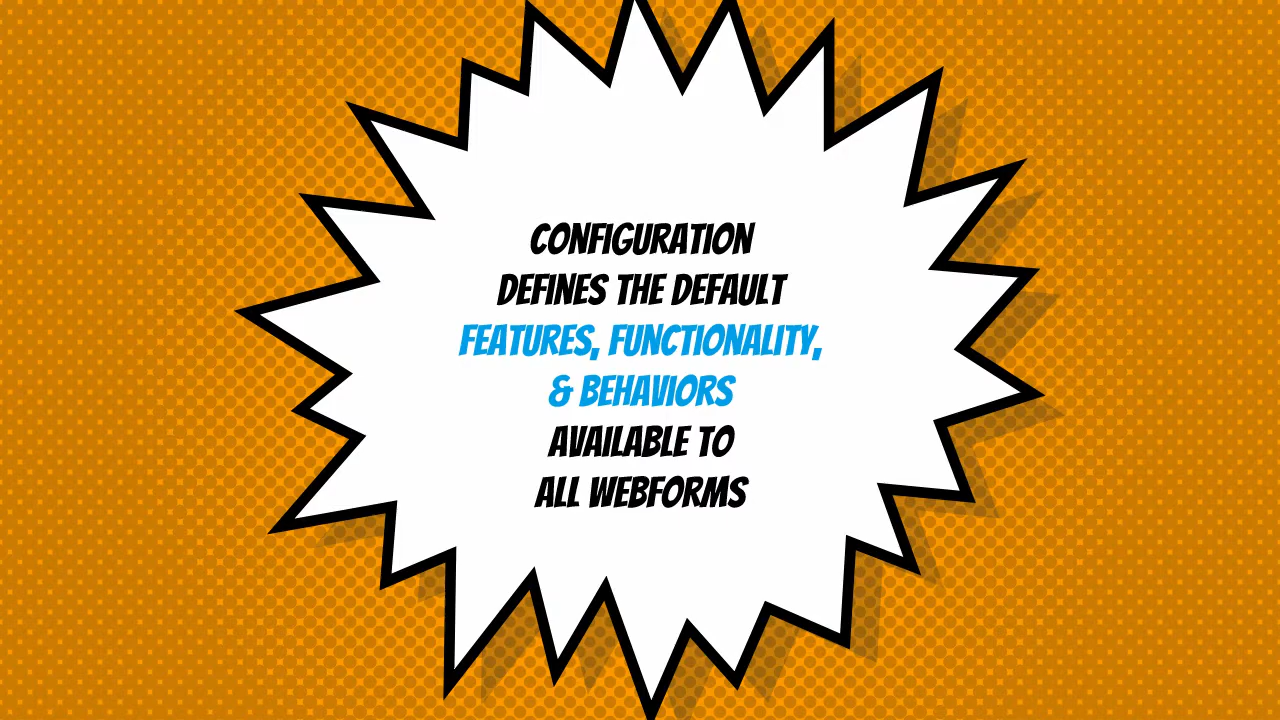 CONFIGURATION
DEFINES THE DEFAULT
FEATURES, FUNCTIONALITY,
& BEHAVIORS
AVAILABLE TO
ALL WEBFORMS